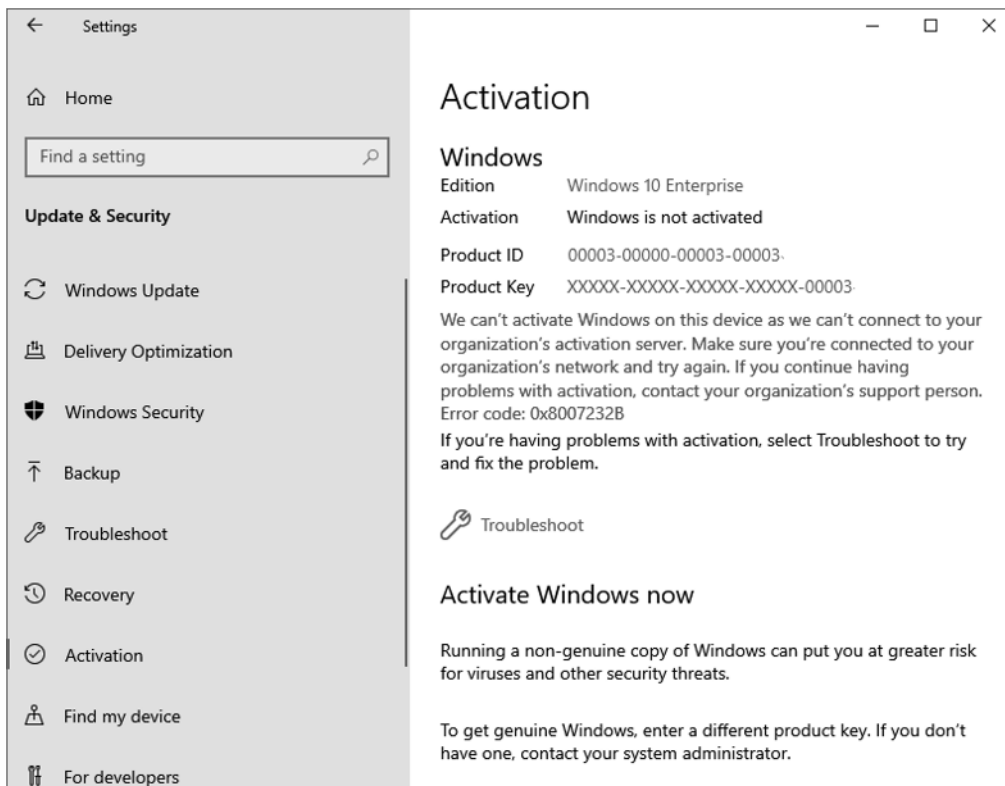 Settings
Home
Find a setting
Update & Security
Windows Update
Delivery Optimization
Windows Security
Backup
Troubleshoot
Recovery
Activation
Find my device
For developers
Activation
Windows
Edition Windows 10 Enterprise
Activation Windows is not activated
Product ID 00003-00000-00003-00003
Product Key XXXXX-XXXXX-XXXXX-XXXXX-00003
We can't activate Windows on this device as we can't connect to your
organization's activation server. Make sure you're connected to your
organization's network and try again. If you continue having
problems with activation, contact your organization's support person.
Error code: 0x8007232B
If you're having problems with activation, select Troubleshoot to try
and fix the problem.
Troubleshoot
Activate Windows now
Running a non-genuine copy of Windows can put you at greater risk
for viruses and other security threats.
To get genuine Windows, enter a different product key. If you don't
have one, contact your system administrator.